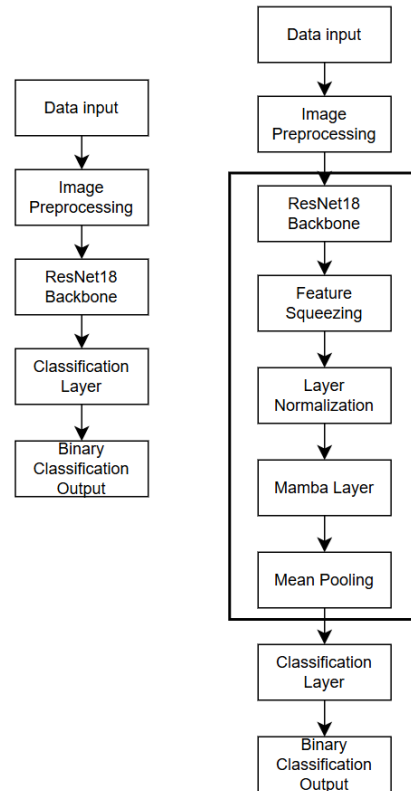 Data input
Image
Preprocessing
ResNet18
Backbone
Classification
Layer
Binary
Classification
Output
Data input
Image
Preprocessing
ResNet18
Backbone
Feature
Squeezing
Layer
Normalization
Mamba Layer
Mean Pooling
Classification
Layer
Binary
Classification
Output